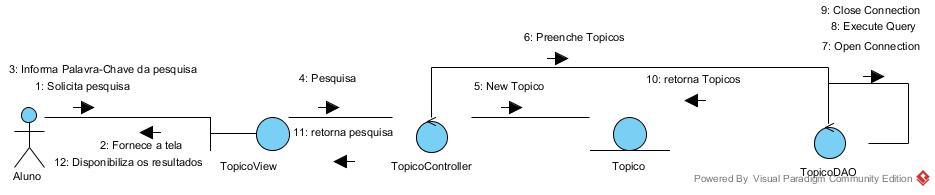 9: Close Connection
8: Execute Query
7: Open Connection
6: Preenche Topicos
3: Informa Palavra-Chave da pesquisa
1: Solicita pesquisa
4: Pesquisa
5: New Topico
10: retorna Topicos
2: Fornece a tela
11: retorna pesquisa
12: Disponibiliza os resultados
Aluno
TopicoView
TopicoController
Topico
TopicoDAO
Powered By Visual Paradigm Community Edition